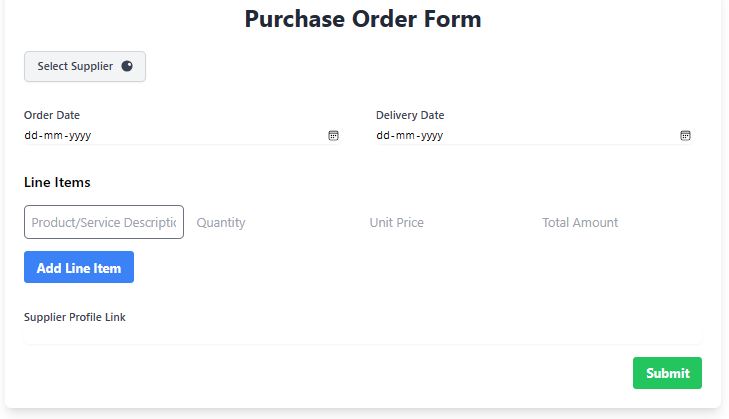 Purchase Order Form
Select Supplier
Order Date Delivery Date
dd-mm-yyyy dd-mm-yyyy
Line Items
Product/Service Descriptic Quantity Unit Price Total Amount
Add Line Item
Supplier Profile Link
Submit